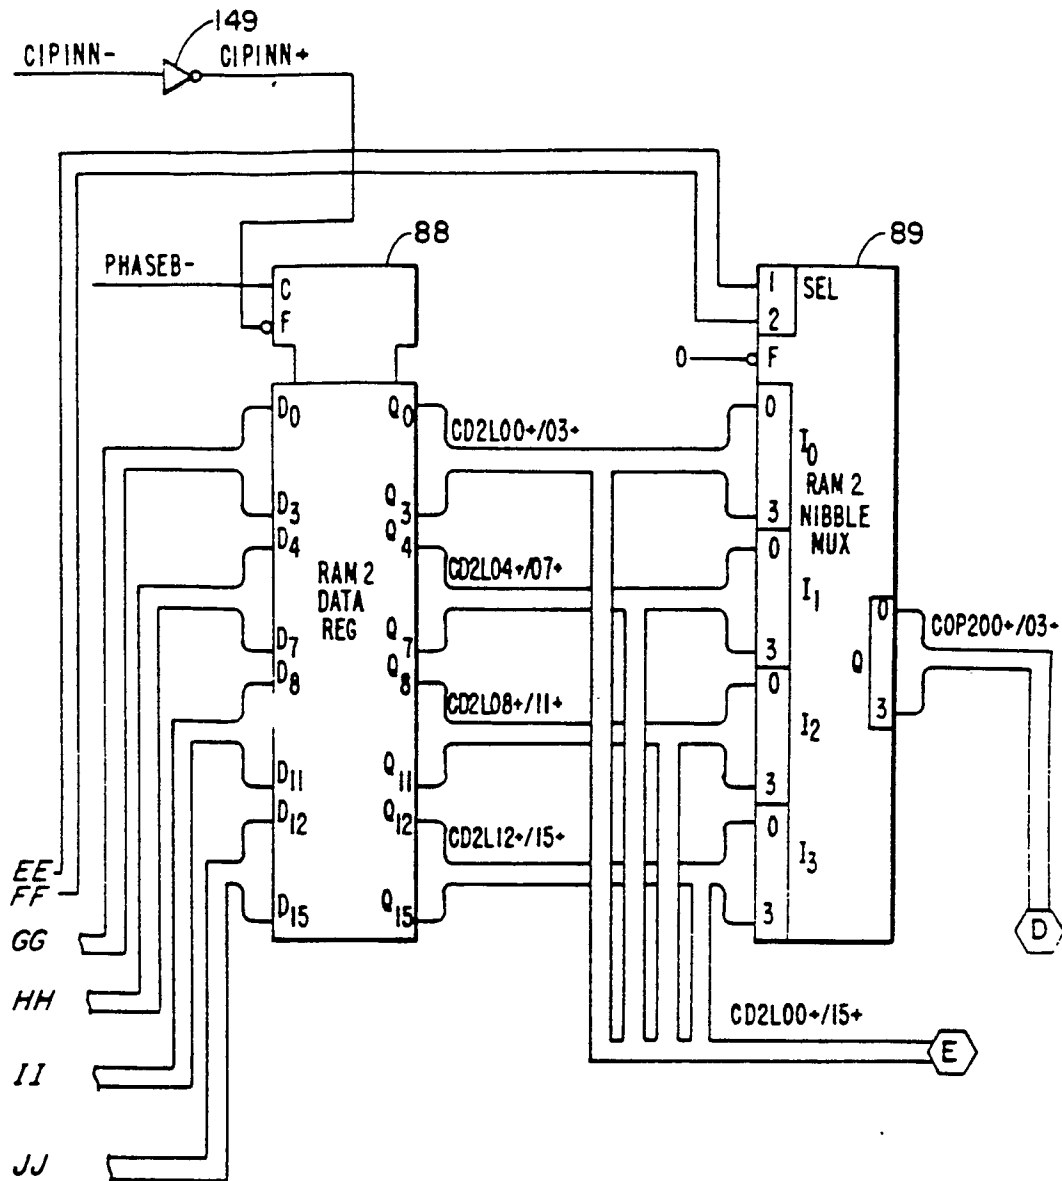 149
CIPINN-
CIPINN+
88
89
PHASEB-
C
F
1
SEL
2
0
F
D0
Q0
CD2L00+/03+
0
I0
D3
Q3
3
RAM 2
NIBBLE
MUX
D4
Q4
CD2L04+/07+
0
I1
RAM 2
DATA
REG
D7
Q7
3
0
Q
3
COP200+/03+
D8
Q8
CD2L08+/11+
0
I2
D11
Q11
3
D12
Q12
CD2L12+/15+
0
I3
D15
Q15
3
EE
FF
GG
D
HH
CD2L00+/15+
E
II
JJ